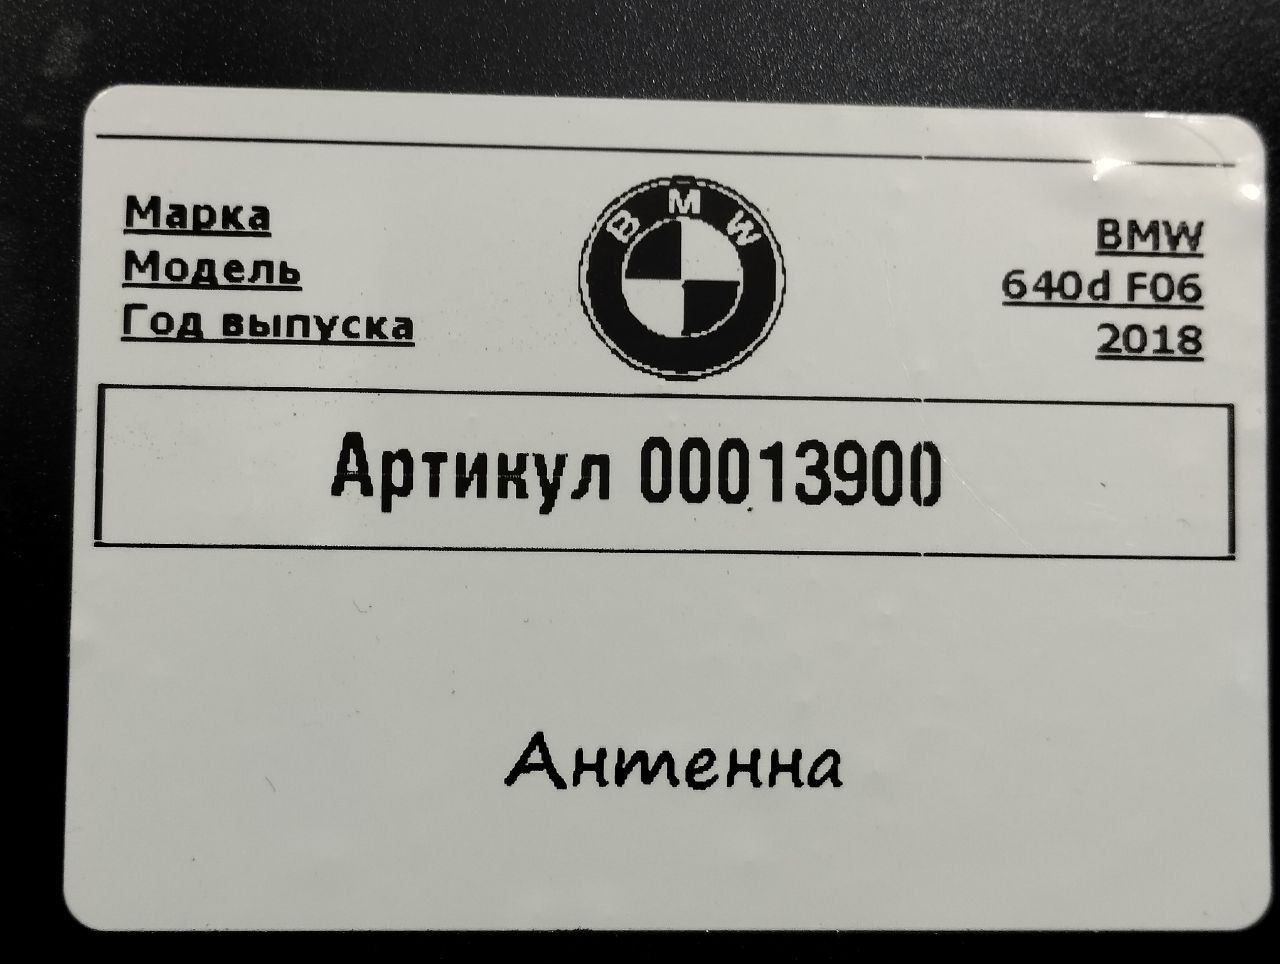 Марка
Модель
Год выпуска
BMW
BMW
640d F06
2018
Артикул 00013900
Антенна